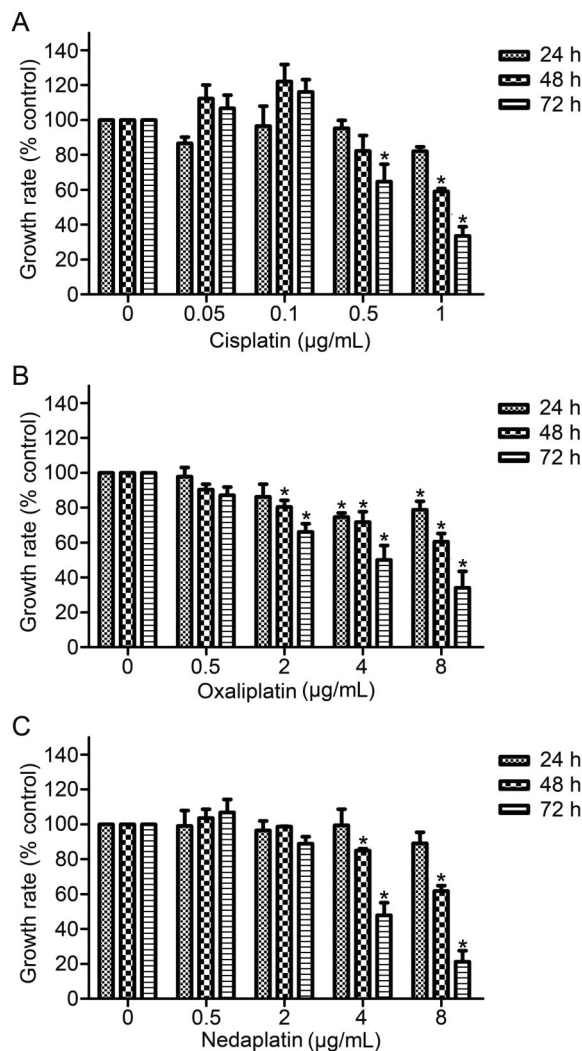 A
140
120
100
80
60
40
20
0
Growth rate (% control)
* * *
0 0.05 0.1 0.5 1
Cisplatin (μg/mL)
24 h
48 h
72 h
B
140
120
100
80
60
40
20
0
Growth rate (% control)
* * * * * * * *
0 0.5 2 4 8
Oxaliplatin (μg/mL)
24 h
48 h
72 h
C
140
120
100
80
60
40
20
0
Growth rate (% control)
* * * *
0 0.5 2 4 8
Nedaplatin (μg/mL)
24 h
48 h
72 h